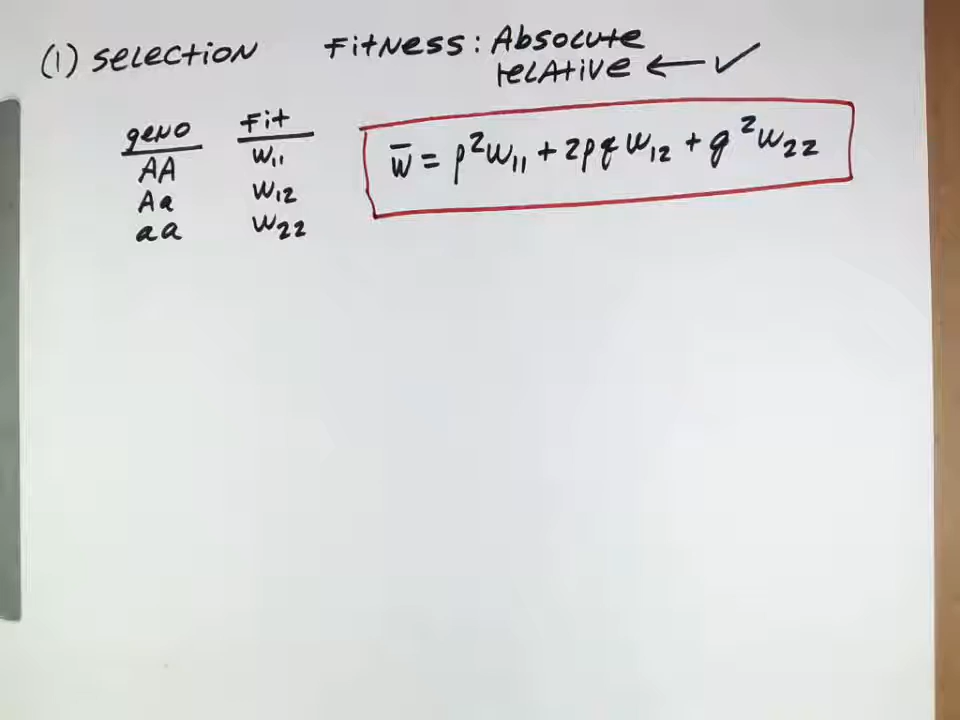 (1) Selection Fitness: Absolute
relative ← ✓
geno Fit
AA w₁₁
Aa w₁₂
aa w₂₂
w̄ = p²w₁₁ + 2pq w₁₂ + q²w₂₂